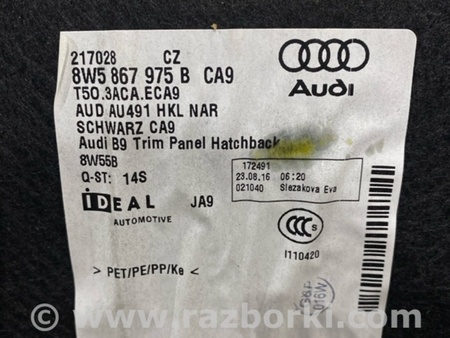 217028 CZ
8W5 867 975 B CA9
T50.3ACA.ECA9
AUD AU491 HKL NAR
SCHWARZ CA9
Audi B9 Trim Panel Hatchback
8W55B
Q-ST: 14S
Audi
172491
23.08.16 06:20
021040 Slezakova Eva
iDEAL JA9
AUTOMOTIVE
CCC S
I110420
> PET/PE/PP/Ke <
016W
© www.razborki.com